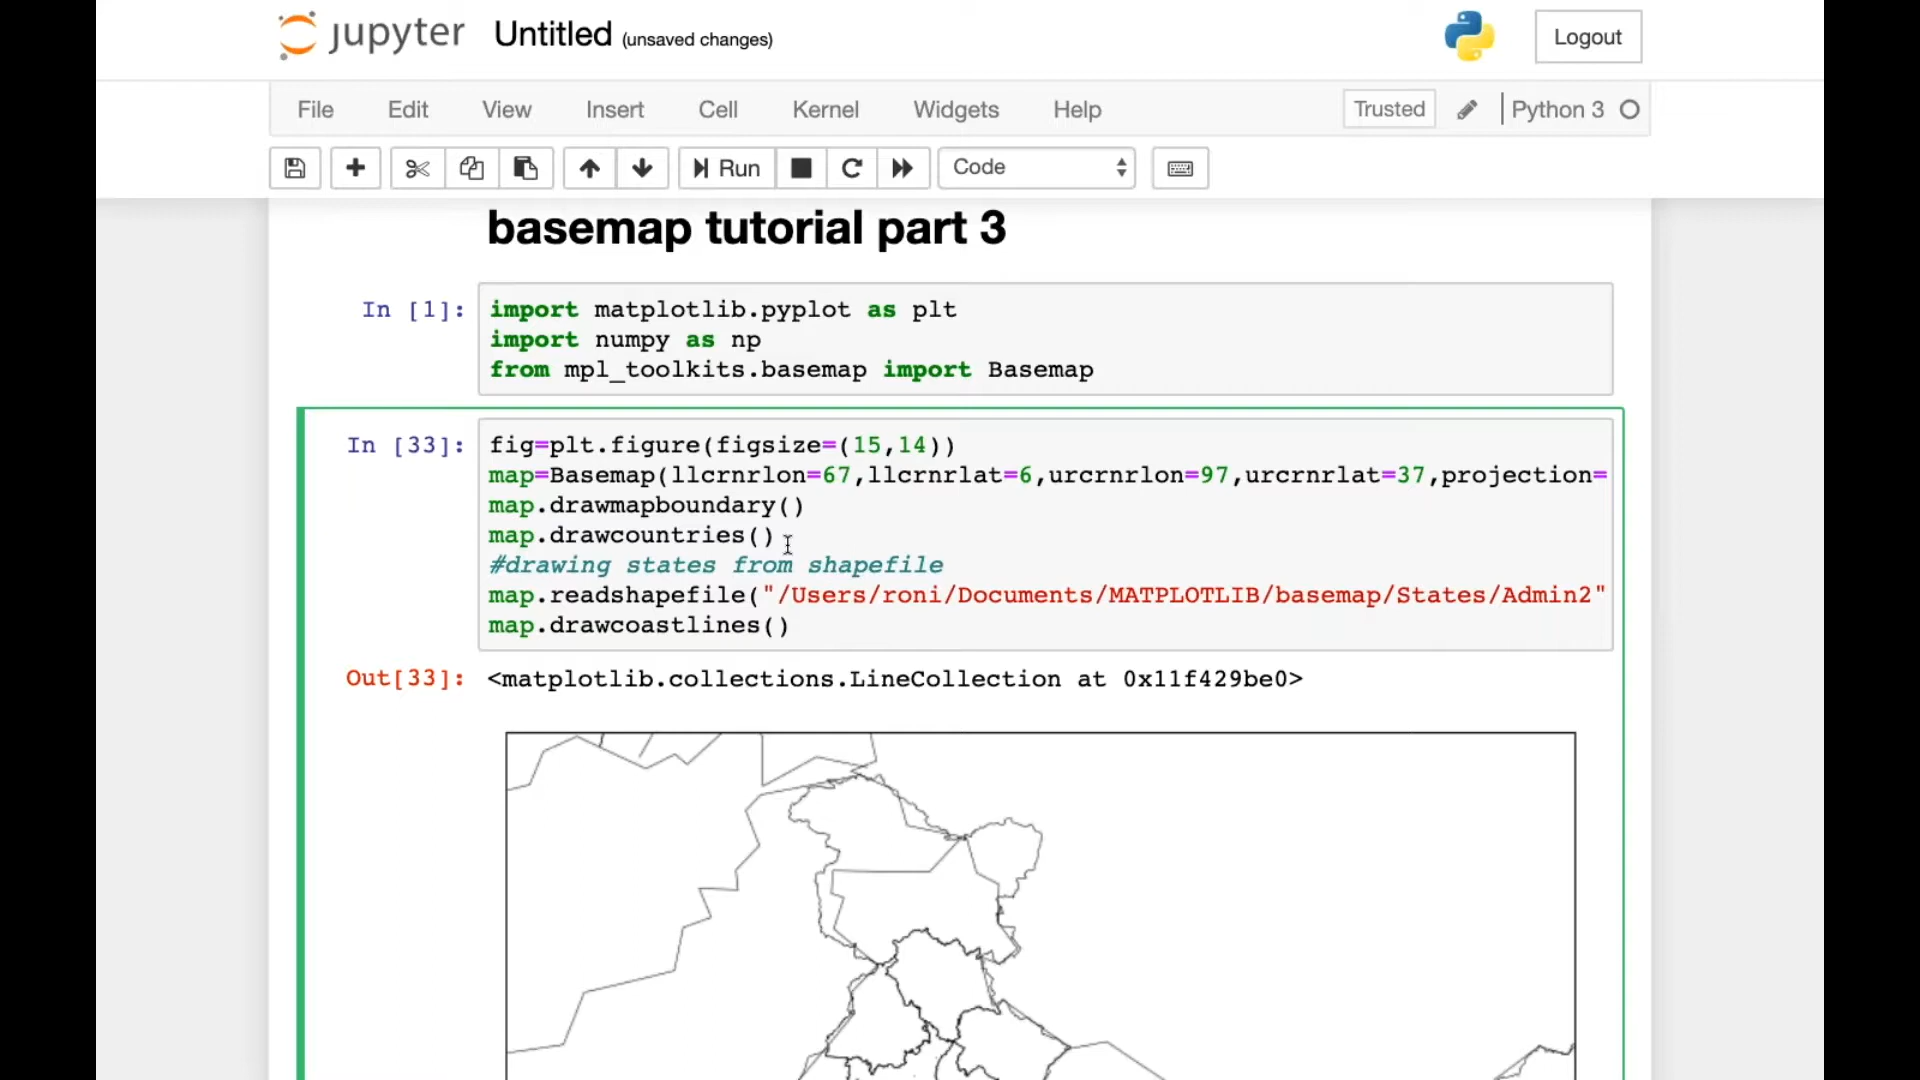 jupyter Untitled (unsaved changes) Logout
File Edit View Insert Cell Kernel Widgets Help Trusted Python 3
Run Code
basemap tutorial part 3
In [1]: import matplotlib.pyplot as plt
import numpy as np
from mpl_toolkits.basemap import Basemap
In [33]: fig=plt.figure(figsize=(15,14))
map=Basemap(llcrnrlon=67,llcrnrlat=6,urcrnrlon=97,urcrnrlat=37,projection=
map.drawmapboundary()
map.drawcountries()
#drawing states from shapefile
map.readshapefile("/Users/roni/Documents/MATPLOTLIB/basemap/States/Admin2"
map.drawcoastlines()
Out[33]: <matplotlib.collections.LineCollection at 0x11f429be0>